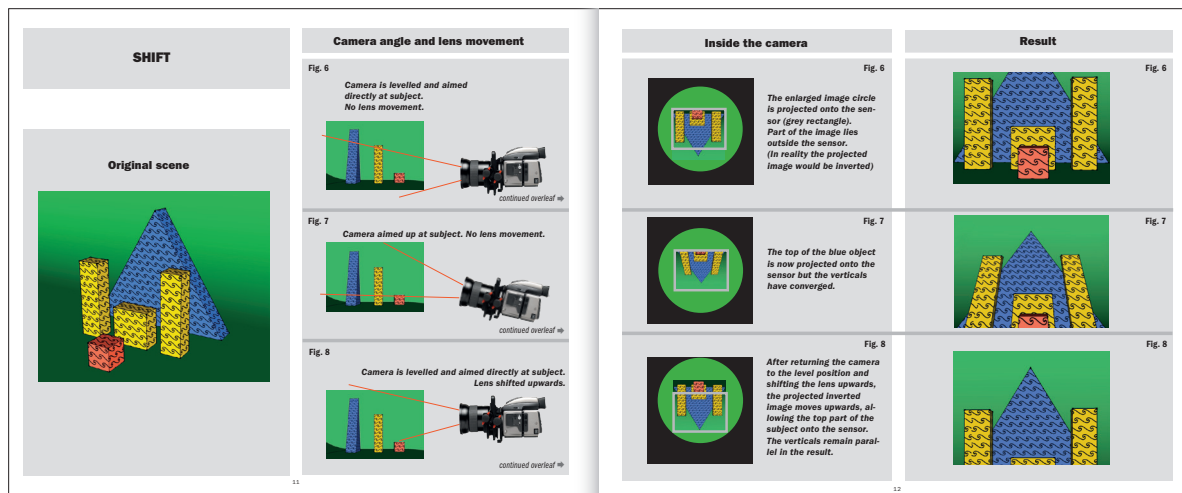 SHIFT
Original scene
Camera angle and lens movement
Fig. 6
Camera is levelled and aimed
directly at subject.
No lens movement.
continued overleaf ➡
Fig. 7
Camera aimed up at subject. No lens movement.
continued overleaf ➡
Fig. 8
Camera is levelled and aimed directly at subject.
Lens shifted upwards.
continued overleaf ➡
11
Inside the camera
Result
Fig. 6
The enlarged image circle
is projected onto the sen-
sor (grey rectangle).
Part of the image lies
outside the sensor.
(In reality the projected
image would be inverted)
Fig. 6
Fig. 7
The top of the blue object
is now projected onto the
sensor but the verticals
have converged.
Fig. 7
Fig. 8
After returning the camera
to the level position and
shifting the lens upwards,
the projected inverted
image moves upwards, al-
lowing the top part of the
subject onto the sensor.
The verticals remain paral-
lel in the result.
Fig. 8
12